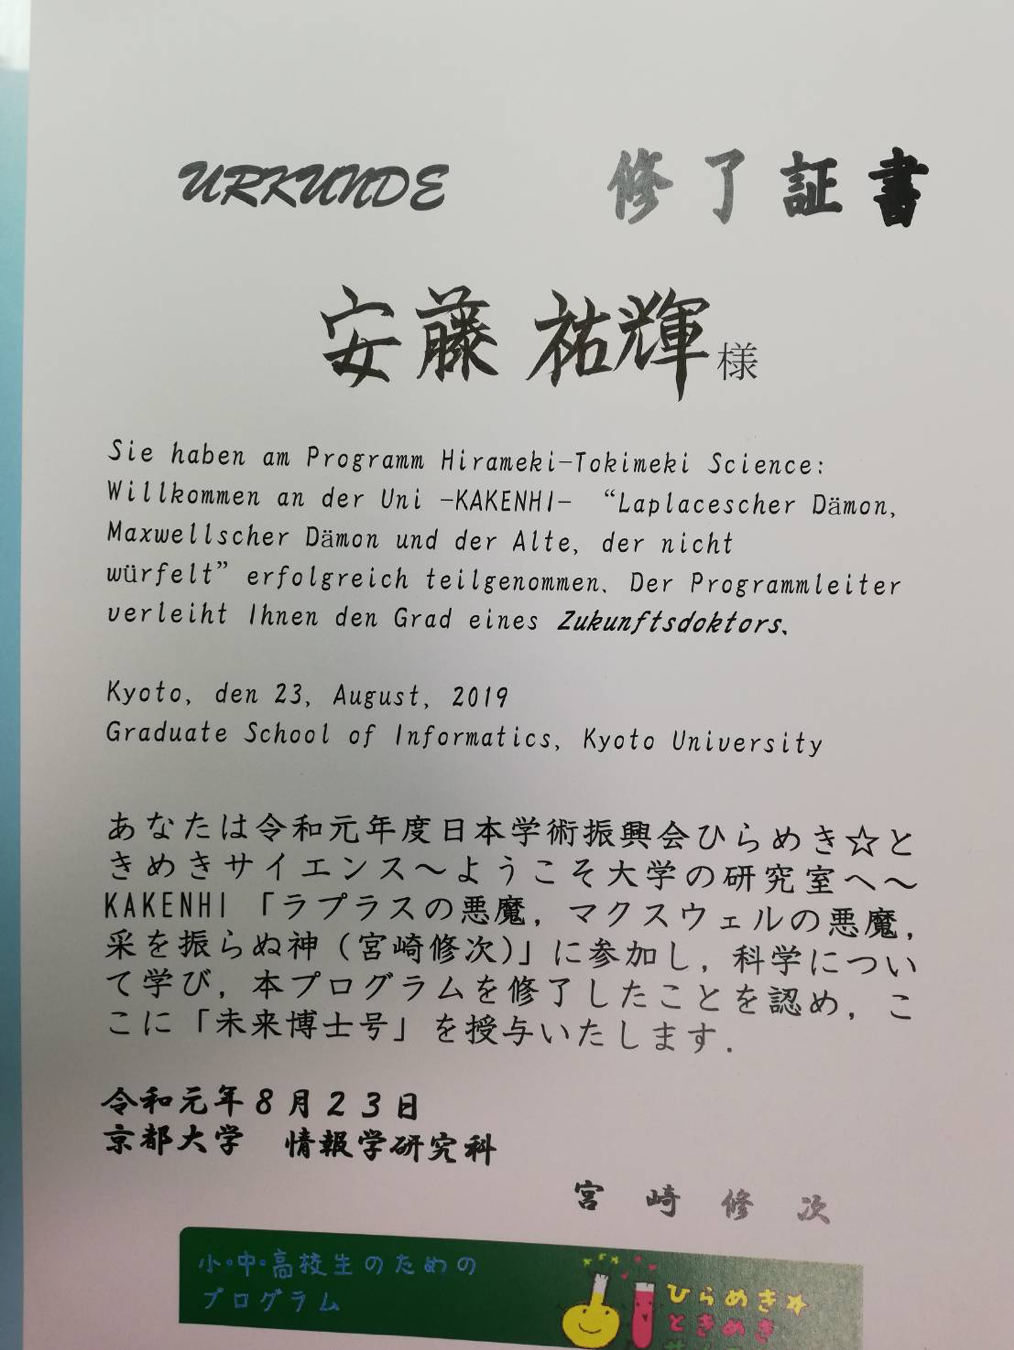 URKUNDE 修了証書
安藤 祐輝様
Sie haben am Programm Hirameki-Tokimeki Science:
Willkommen an der Uni -KAKENHI- “Laplacescher Dämon,
Maxwellscher Dämon und der Alte, der nicht
würfelt” erfolgreich teilgenommen. Der Programmleiter
verleiht Ihnen den Grad eines Zukunftsdoktors.
Kyoto, den 23, August, 2019
Graduate School of Informatics, Kyoto University
あなたは令和元年度日本学術振興会ひらめき☆と
きめきサイエンス～ようこそ大学の研究室へ～
KAKENHI「ラプラスの悪魔，マクスウェルの悪魔，
采を振らぬ神（宮崎修次）」に参加し，科学につい
て学び，本プログラムを修了したことを認め，こ
こに「未来博士号」を授与いたします．
令和元年８月２３日
京都大学 情報学研究科
宮 崎 修 次
小・中・高校生のための
プログラム
ひらめき☆
ときめき